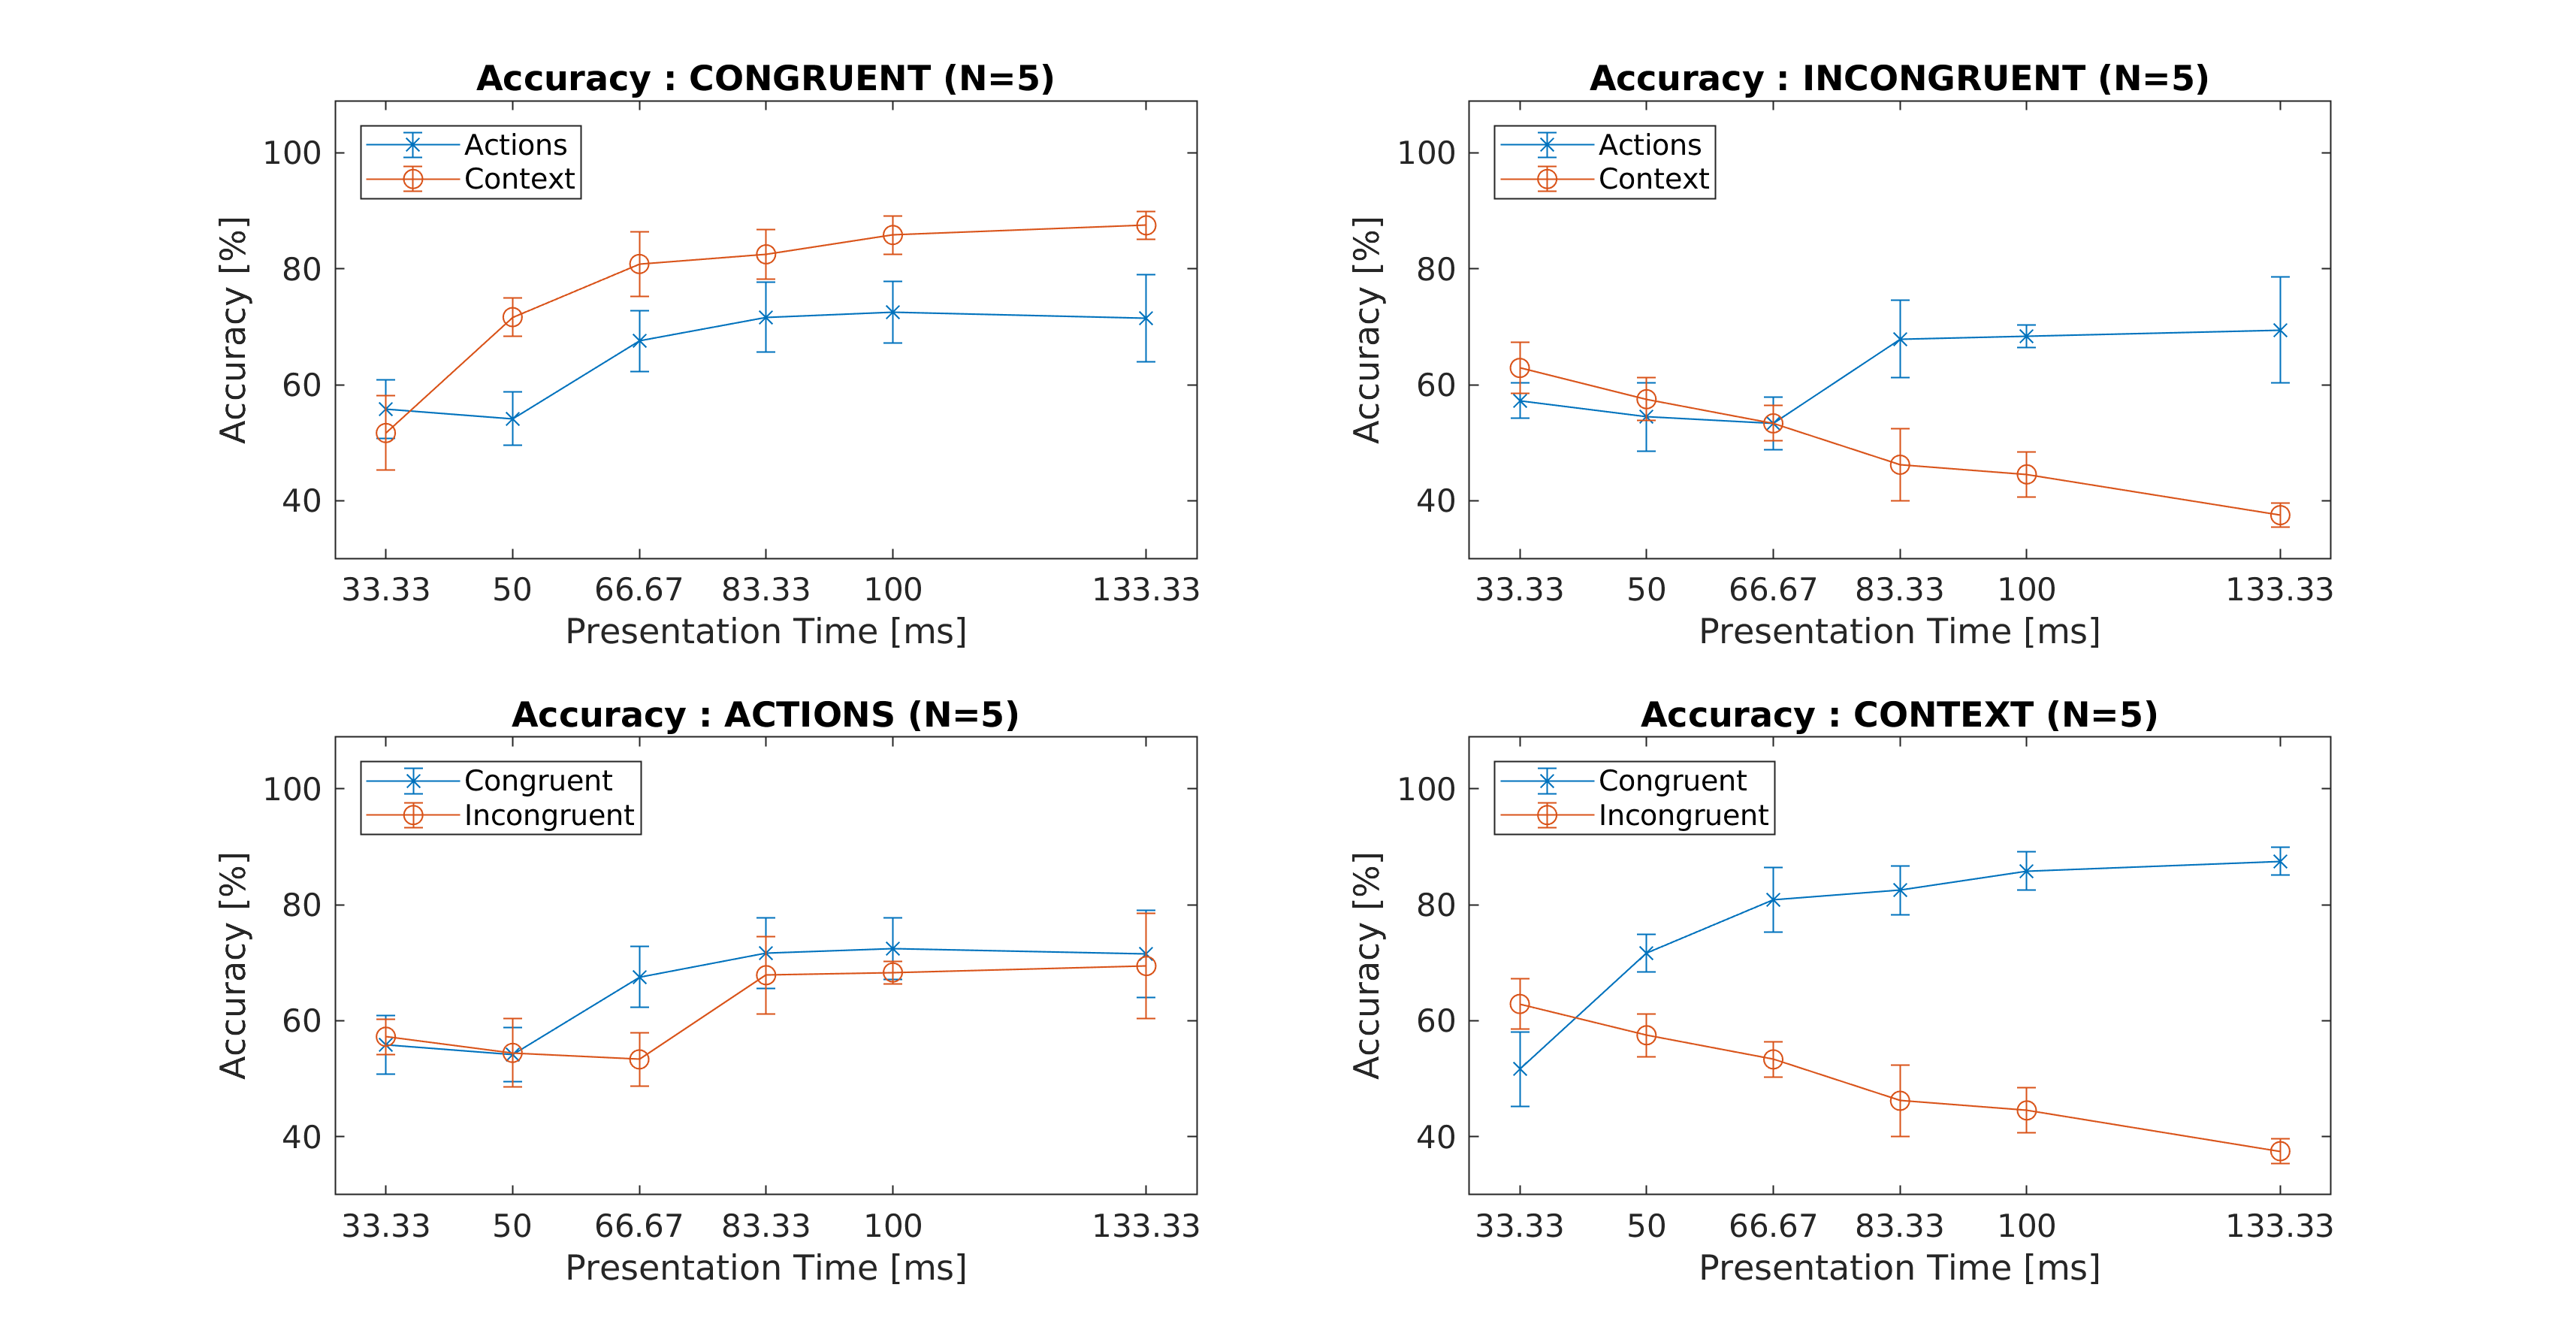 Accuracy : CONGRUENT (N=5)
Actions
Context
100
80
60
40
Accuracy [%]
33.33 50 66.67 83.33 100 133.33
Presentation Time [ms]
Accuracy : INCONGRUENT (N=5)
Actions
Context
100
80
60
40
Accuracy [%]
33.33 50 66.67 83.33 100 133.33
Presentation Time [ms]
Accuracy : ACTIONS (N=5)
Congruent
Incongruent
100
80
60
40
Accuracy [%]
33.33 50 66.67 83.33 100 133.33
Presentation Time [ms]
Accuracy : CONTEXT (N=5)
Congruent
Incongruent
100
80
60
40
Accuracy [%]
33.33 50 66.67 83.33 100 133.33
Presentation Time [ms]